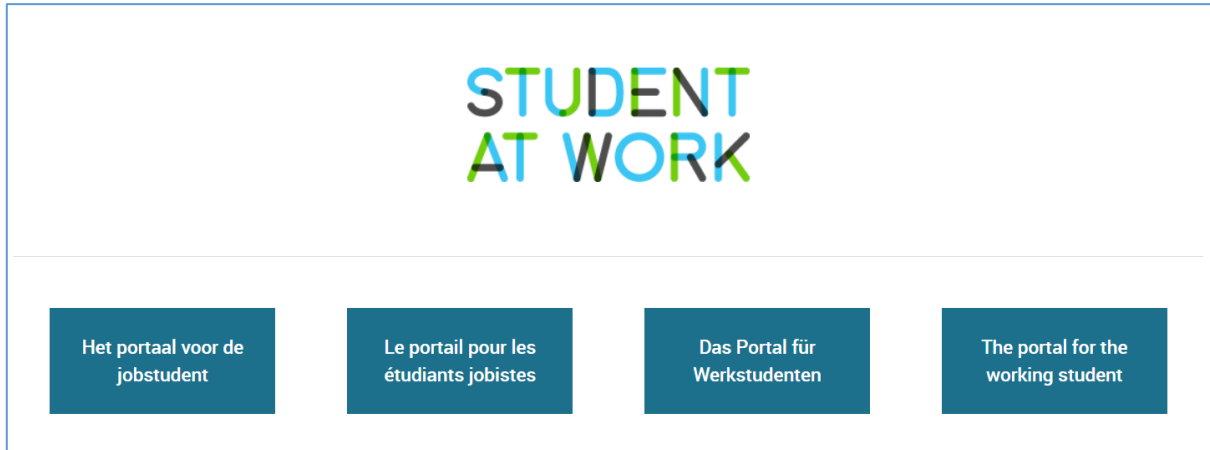 STUDENT
AT WORK
Het portaal voor de
jobstudent
Le portail pour les
étudiants jobistes
Das Portal für
Werkstudenten
The portal for the
working student